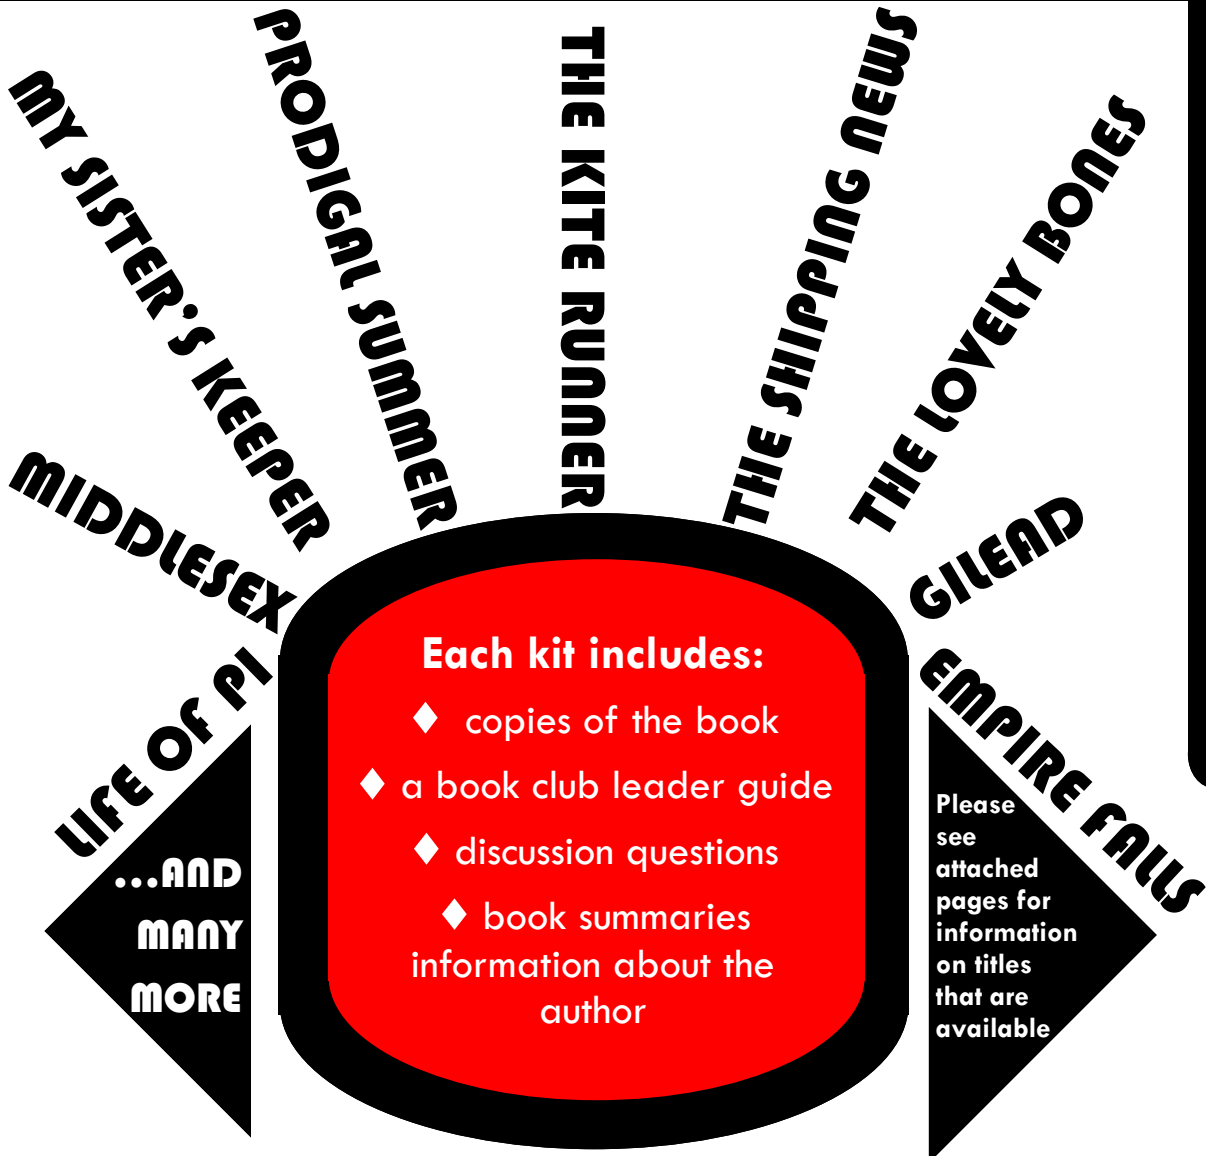 LIFE OF PI
MIDDLESEX
MY SISTER'S KEEPER
PRODIGAL SUMMER
THE KITE RUNNER
THE SHIPPING NEWS
THE LOVELY BONES
GILEAD
EMPIRE FALLS
Each kit includes:
♦ copies of the book
♦ a book club leader guide
♦ discussion questions
♦ book summaries
information about the
author
...AND
MANY
MORE
Please
see
attached
pages for
information
on titles
that are
available